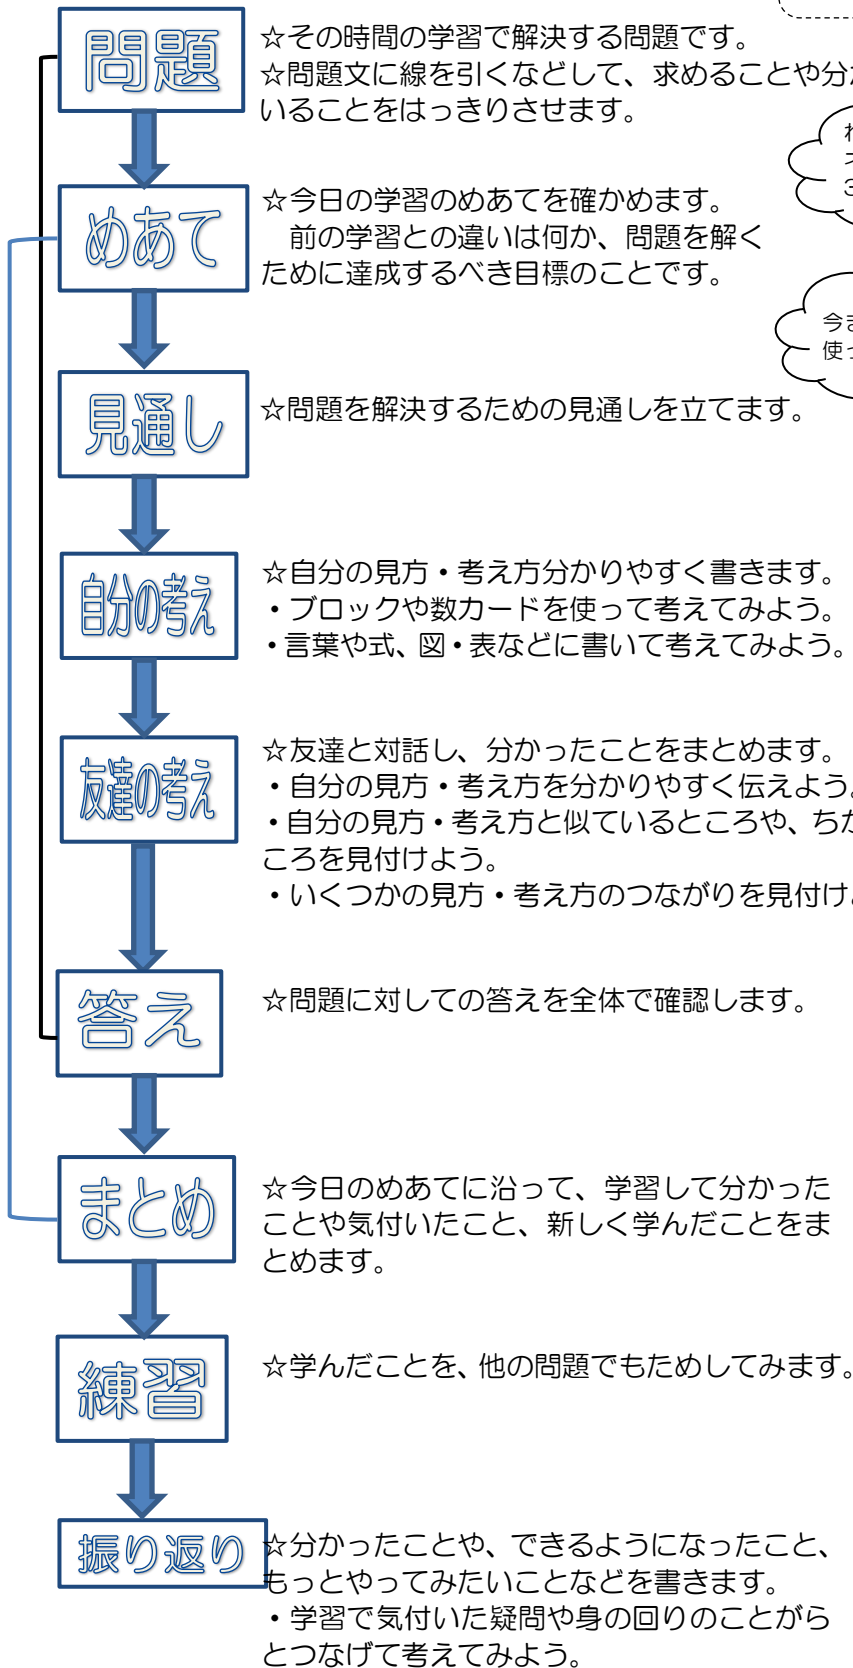 問題
☆その時間の学習で解決する問題です。
☆問題文に線を引くなどして、求めることや分か
いることをはっきりさせます。
めあて
☆今日の学習のめあてを確かめます。
前の学習との違いは何か、問題を解く
ために達成するべき目標のことです。
今ま
使っ
見通し
☆問題を解決するための見通しを立てます。
自分の考え
☆自分の見方・考え方分かりやすく書きます。
・ブロックや数カードを使って考えてみよう。
・言葉や式、図・表などに書いて考えてみよう。
友達の考え
☆友達と対話し、分かったことをまとめます。
・自分の見方・考え方を分かりやすく伝えよう。
・自分の見方・考え方と似ているところや、ちが
ころを見付けよう。
・いくつかの見方・考え方のつながりを見付け
答え
☆問題に対しての答えを全体で確認します。
まとめ
☆今日のめあてに沿って、学習して分かった
ことや気付いたこと、新しく学んだことをま
とめます。
練習
☆学んだことを、他の問題でもためしてみます。
振り返り
☆分かったことや、できるようになったこと、
もっとやってみたいことなどを書きます。
・学習で気付いた疑問や身の回りのことがら
とつなげて考えてみよう。